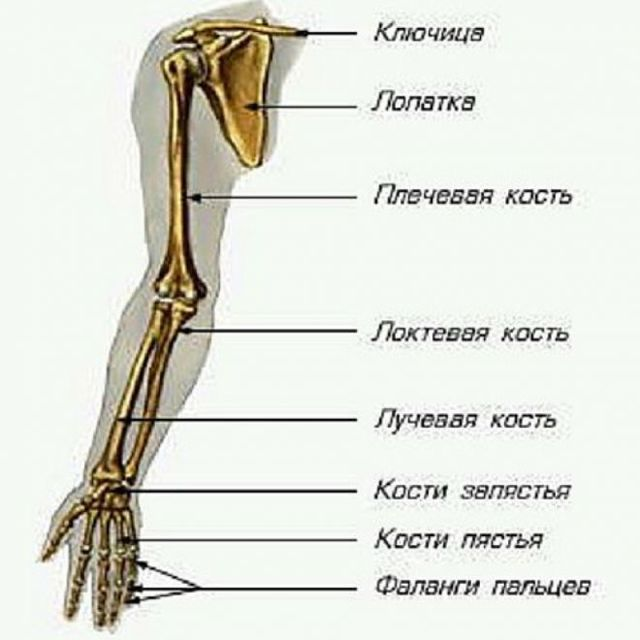 Ключица
Лопатка
Плечевая кость
Локтевая кость
Лучевая кость
Кости запястья
Кости пястья
Фаланги пальцев